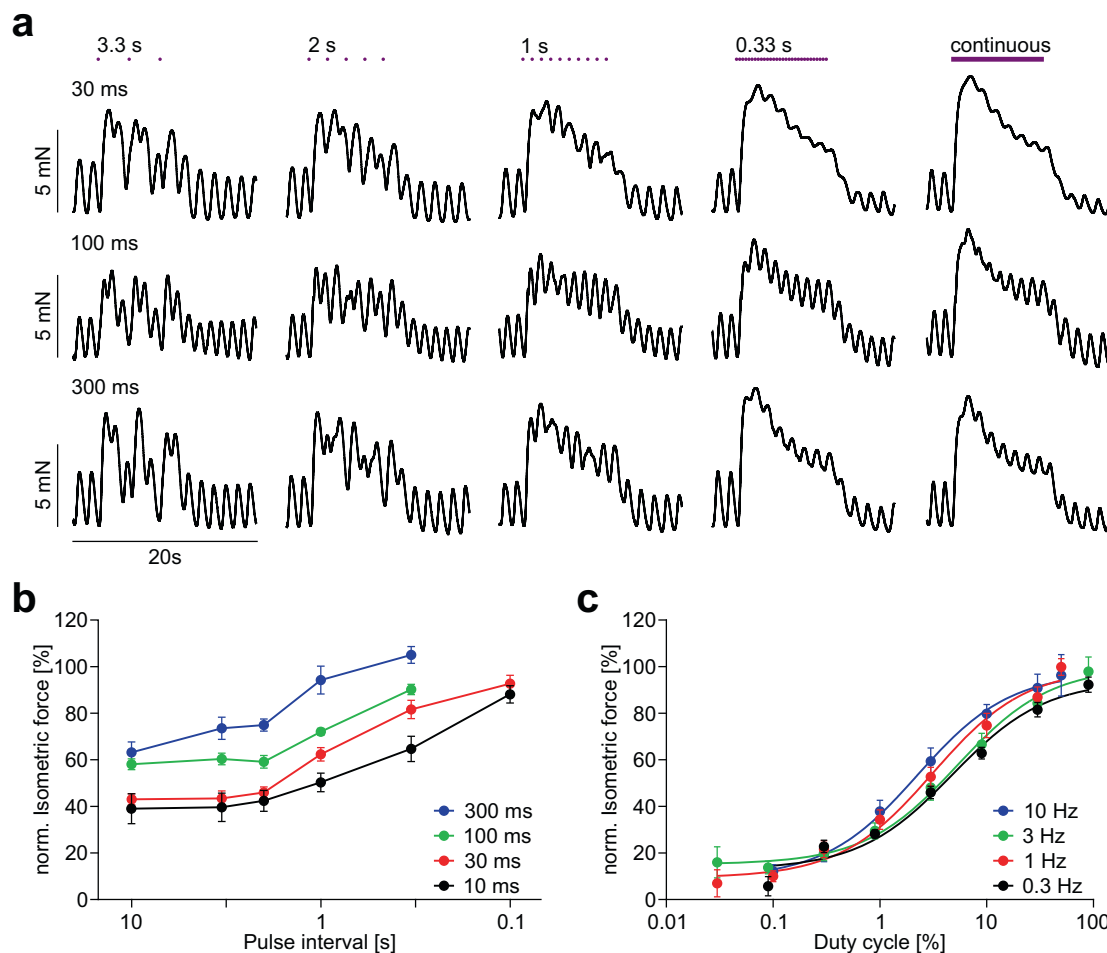 a
3.3 s 2 s 1 s 0.33 s continuous
30 ms
5 mN
100 ms
5 mN
300 ms
5 mN
20s
b
norm. Isometric force [%]
120
100
80
60
40
20
0
10 1 0.1
Pulse interval [s]
300 ms
100 ms
30 ms
10 ms
c
norm. Isometric force [%]
120
100
80
60
40
20
0
0.01 0.1 1 10 100
Duty cycle [%]
10 Hz
3 Hz
1 Hz
0.3 Hz